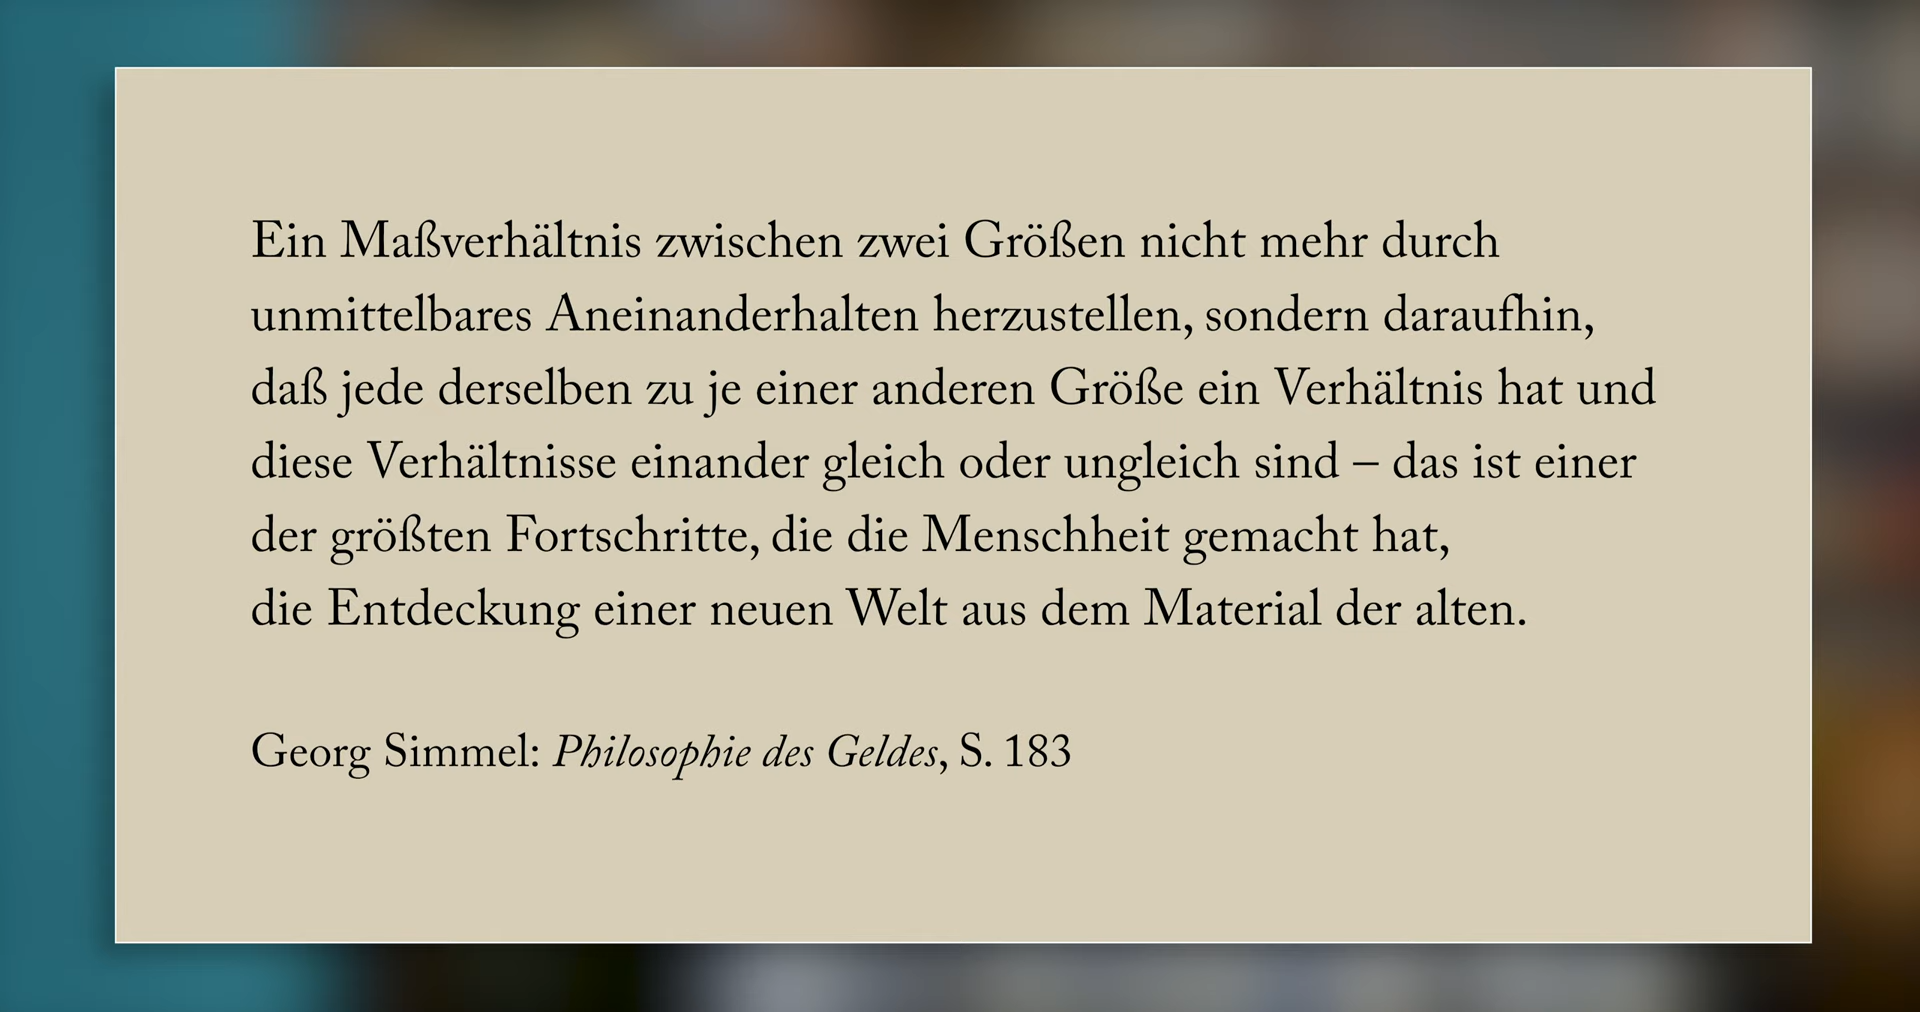 Ein Maßverhältnis zwischen zwei Größen nicht mehr durch
unmittelbares Aneinanderhalten herzustellen, sondern daraufhin,
daß jede derselben zu je einer anderen Größe ein Verhältnis hat und
diese Verhältnisse einander gleich oder ungleich sind – das ist einer
der größten Fortschritte, die die Menschheit gemacht hat,
die Entdeckung einer neuen Welt aus dem Material der alten.
Georg Simmel: Philosophie des Geldes, S. 183